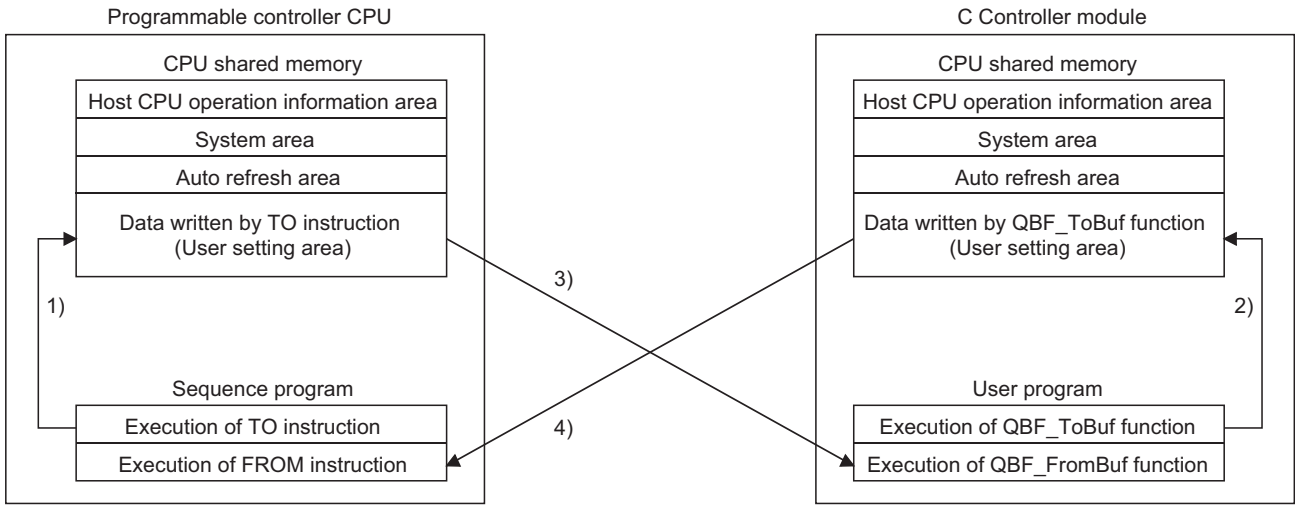 Programmable controller CPU
CPU shared memory
Host CPU operation information area
System area
Auto refresh area
Data written by TO instruction
(User setting area)
1)
Sequence program
Execution of TO instruction
Execution of FROM instruction
3)
4)
C Controller module
CPU shared memory
Host CPU operation information area
System area
Auto refresh area
Data written by QBF_ToBuf function
(User setting area)
2)
User program
Execution of QBF_ToBuf function
Execution of QBF_FromBuf function